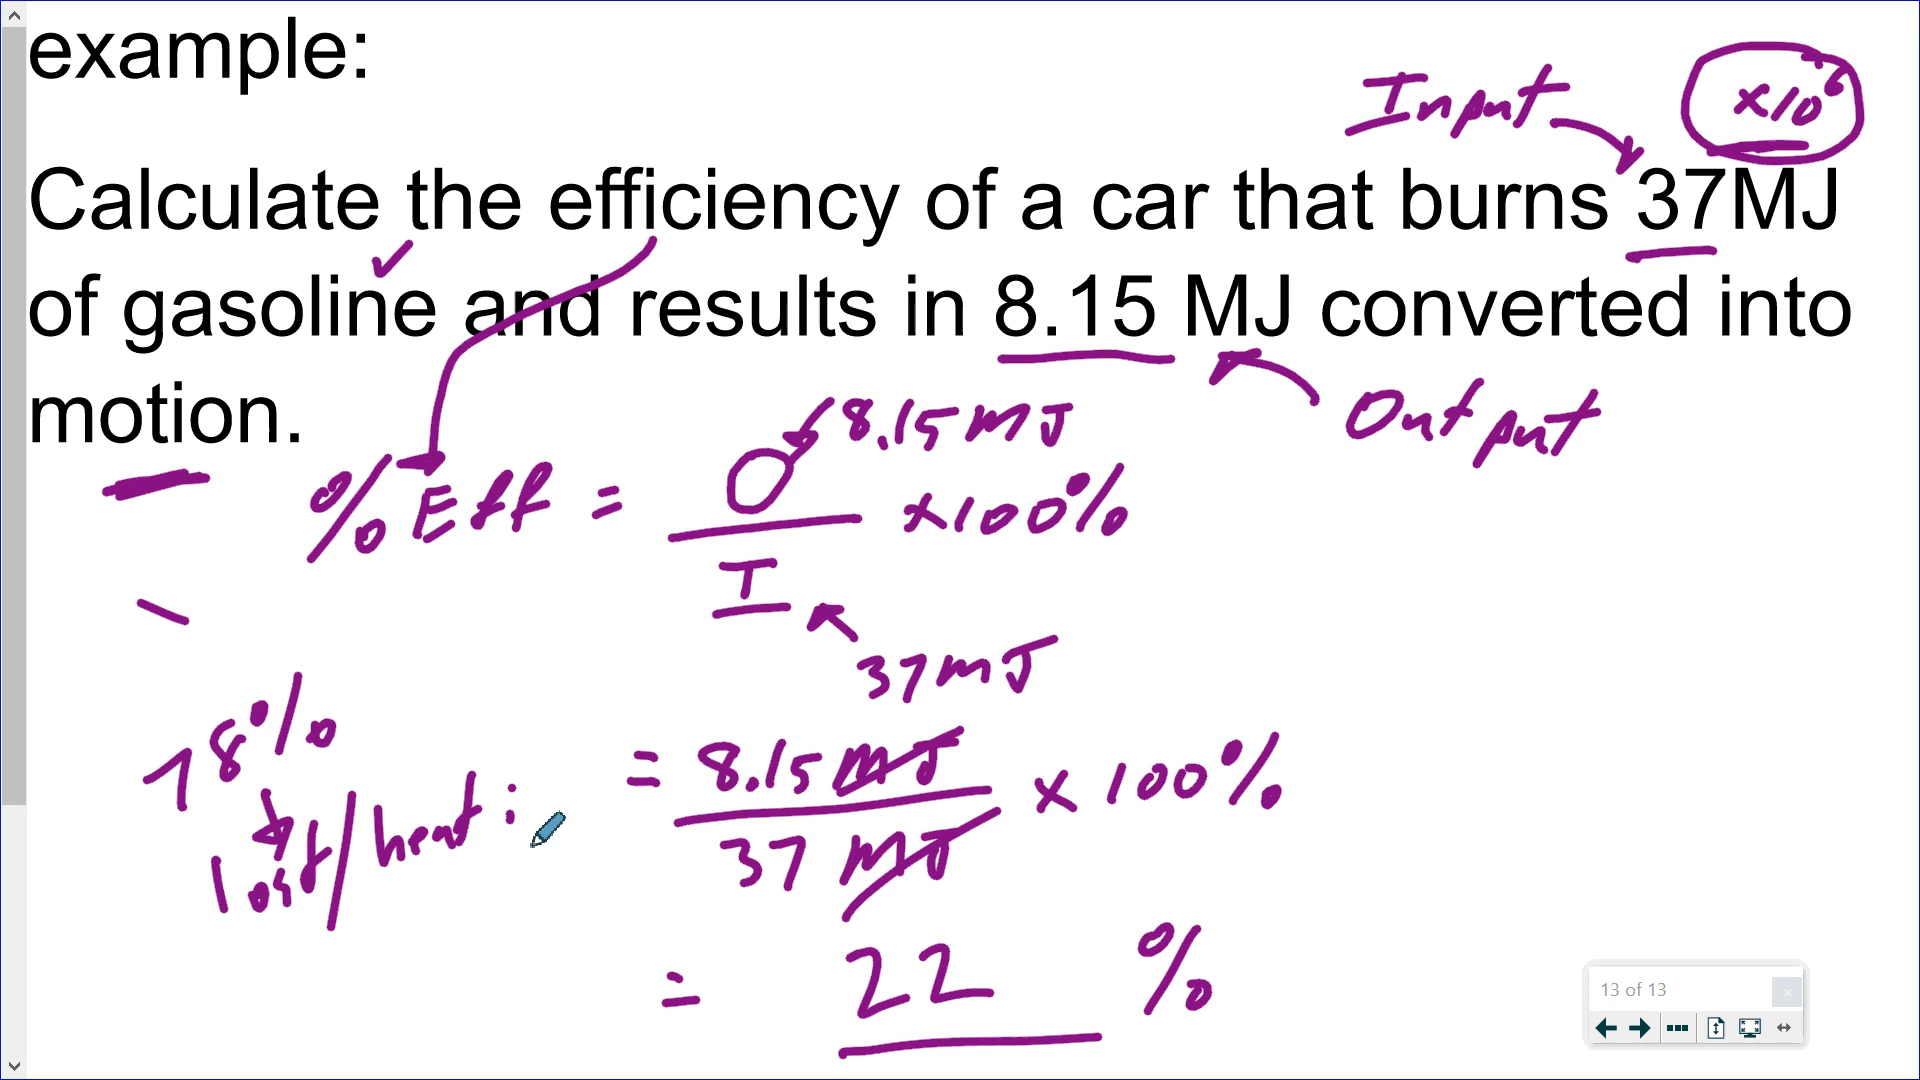 example:
Input x10⁶
Calculate the efficiency of a car that burns 37MJ
of gasoline and results in 8.15 MJ converted into
motion.
Output
8.15 MJ
% Eff = O x100%
I
37 MJ
78%
lost/heat :
= 8.15 MJ x 100%
37 MJ
= 22 %
13 of 13